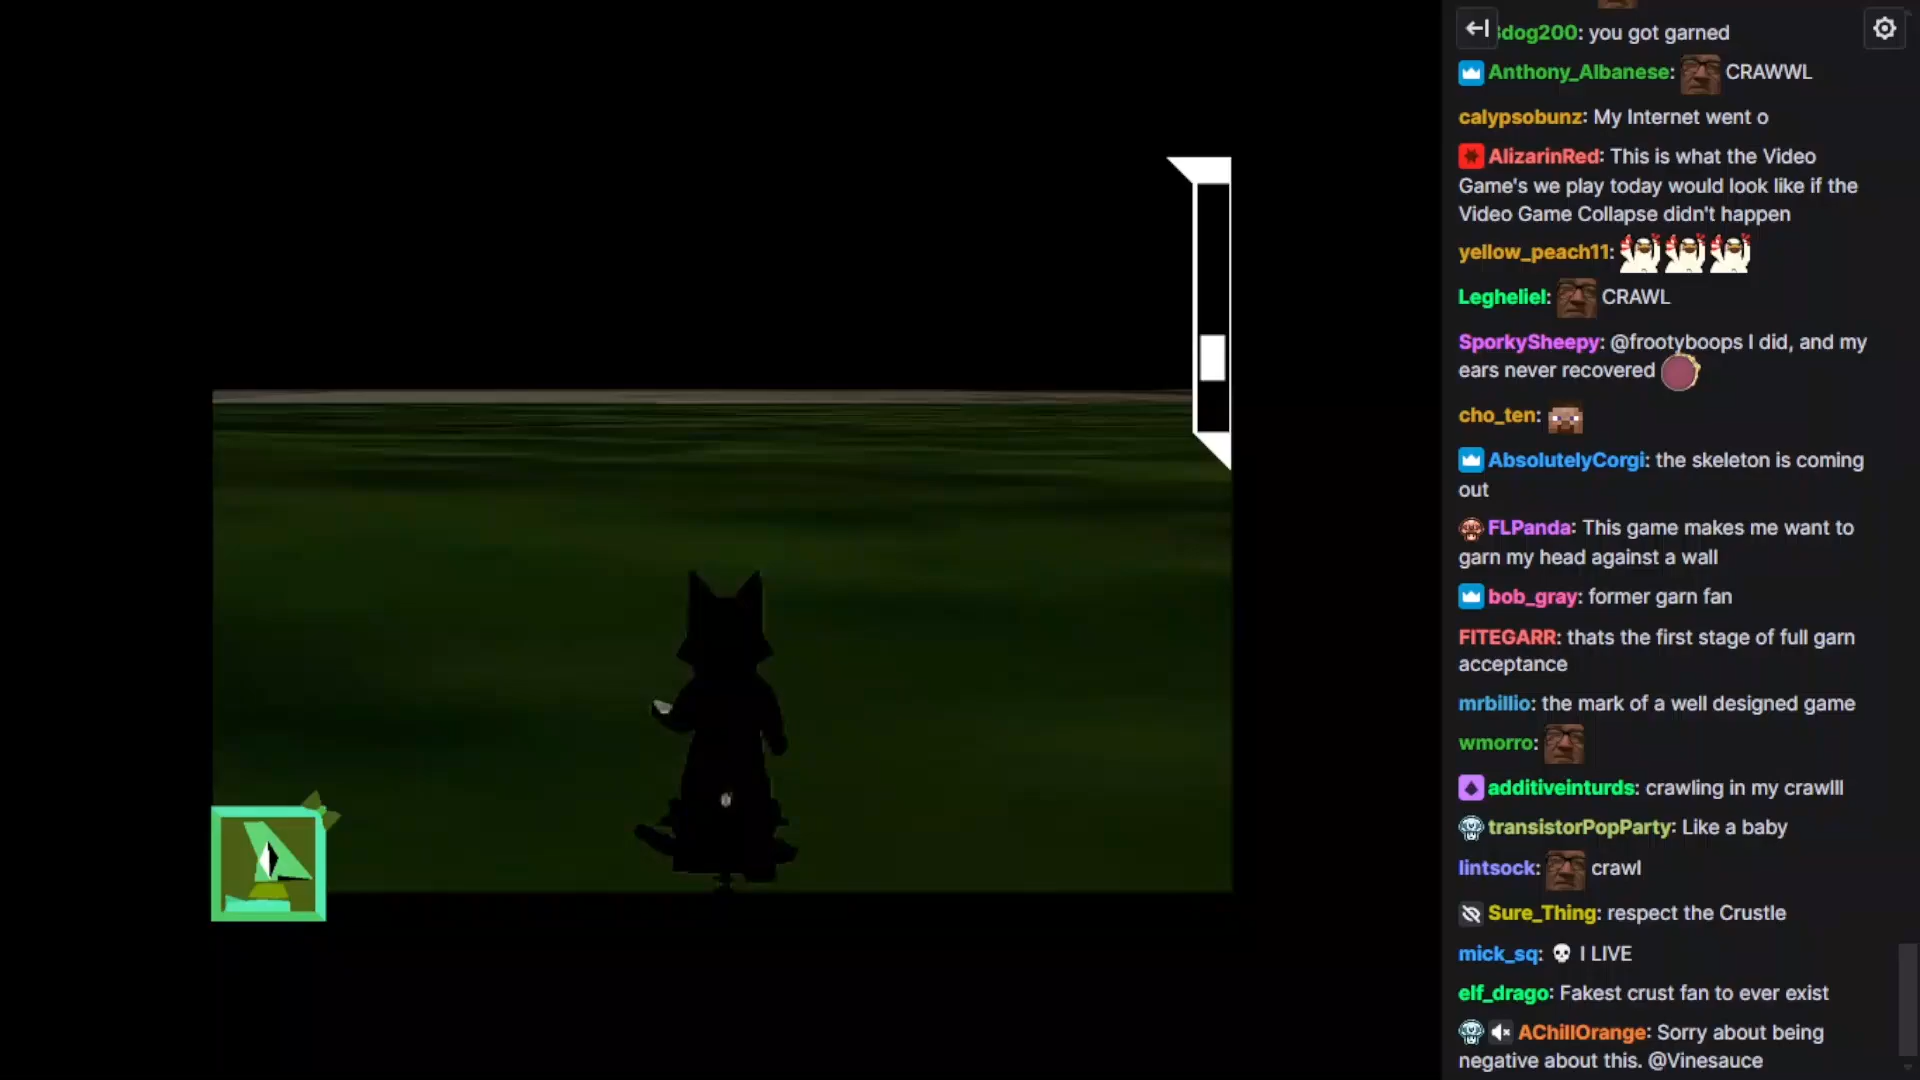 dog200: you got garned
Anthony_Albanese: CRAWWL
calypsobunz: My Internet went o
AlizarinRed: This is what the Video
Game's we play today would look like if the
Video Game Collapse didn't happen
yellow_peach11:
Legheliel: CRAWL
SporkySheepy: @frootyboops I did, and my
ears never recovered
cho_ten:
AbsolutelyCorgi: the skeleton is coming
out
FLPanda: This game makes me want to
garn my head against a wall
bob_gray: former garn fan
FITEGARR: thats the first stage of full garn
acceptance
mrbillio: the mark of a well designed game
wmorro:
additiveinturds: crawling in my crawlll
transistorPopParty: Like a baby
lintsock: crawl
Sure_Thing: respect the Crustle
mick_sq: 💀 I LIVE
elf_drago: Fakest crust fan to ever exist
AChillOrange: Sorry about being
negative about this. @Vinesauce